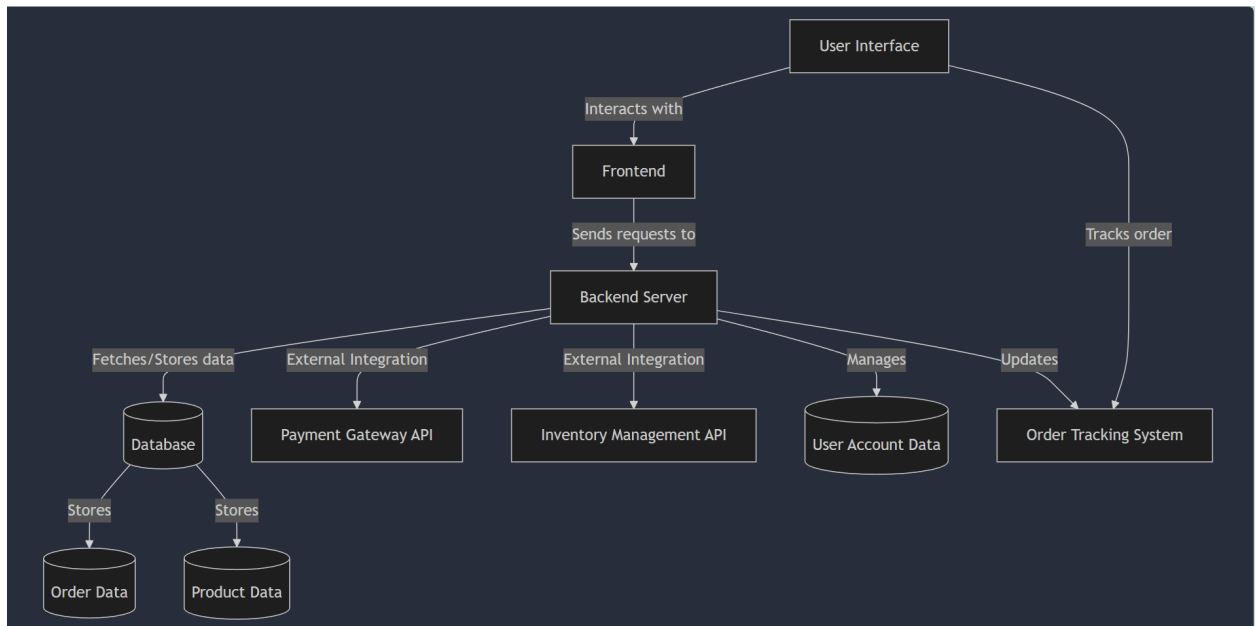 User Interface
Interacts with
Frontend
Sends requests to
Tracks order
Backend Server
Fetches/Stores data
External Integration
External Integration
Manages
Updates
Database
Payment Gateway API
Inventory Management API
User Account Data
Order Tracking System
Stores
Stores
Order Data
Product Data